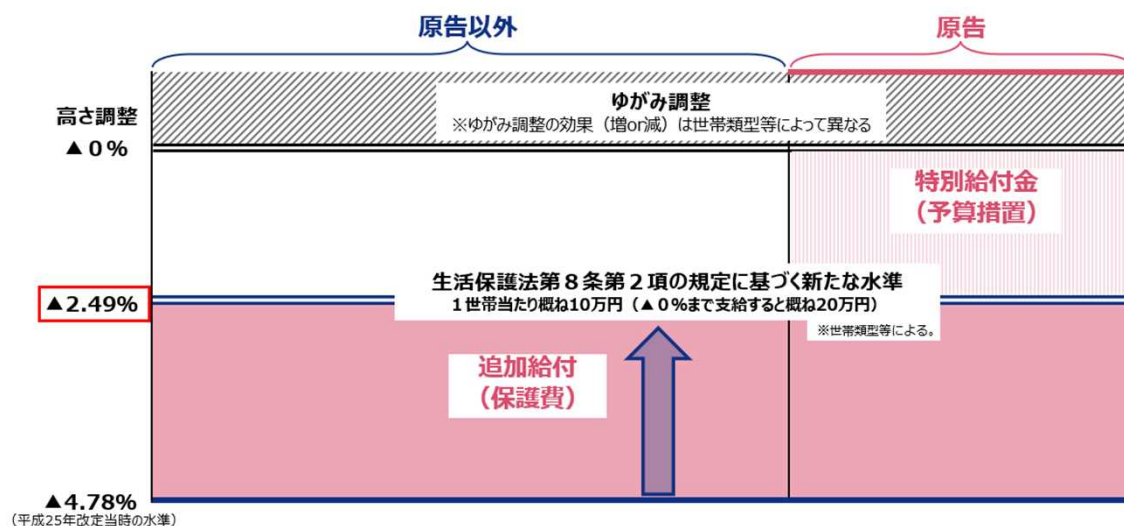 原告以外
原告
高さ調整
▲０%
ゆがみ調整
※ゆがみ調整の効果（増or減）は世帯類型等によって異なる
特別給付金
（予算措置）
▲2.49%
生活保護法第８条第２項の規定に基づく新たな水準
１世帯当たり概ね10万円（▲０%まで支給すると概ね20万円）
※世帯類型等による。
追加給付
（保護費）
▲4.78%
（平成25年改定当時の水準）